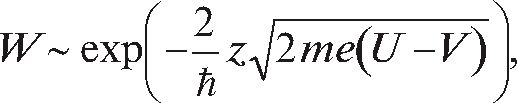 W ~ exp(−2/ħ z√(2me(U − V))),